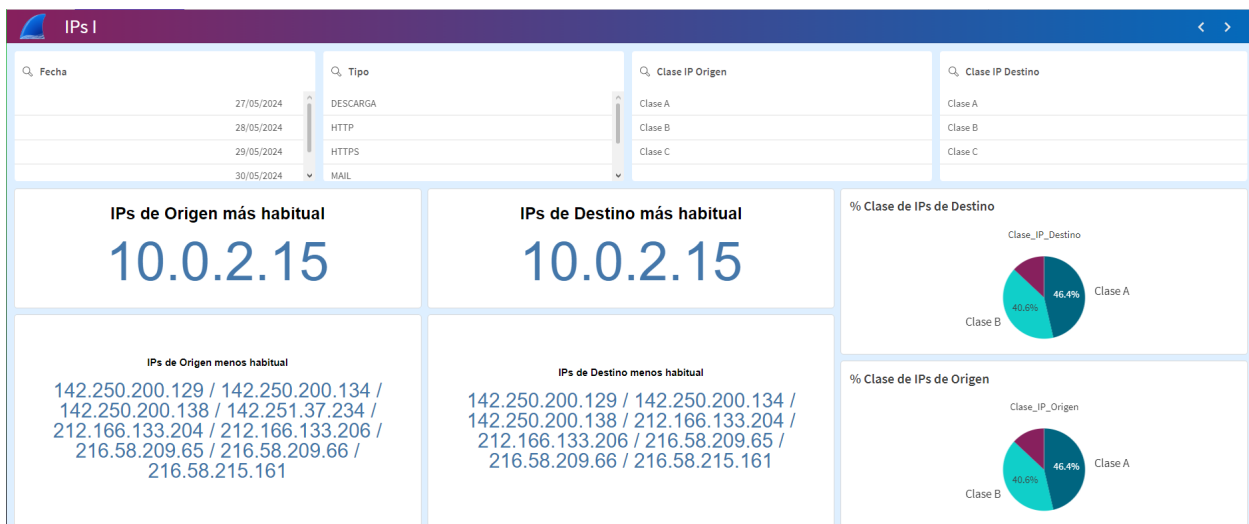 IPs I
Fecha
27/05/2024
28/05/2024
29/05/2024
30/05/2024
Tipo
DESCARGA
HTTP
HTTPS
MAIL
Clase IP Origen
Clase A
Clase B
Clase C
Clase IP Destino
Clase A
Clase B
Clase C
IPs de Origen más habitual
10.0.2.15
IPs de Destino más habitual
10.0.2.15
% Clase de IPs de Destino
Clase_IP_Destino
46.4%
Clase A
40.6%
Clase B
IPs de Origen menos habitual
142.250.200.129 / 142.250.200.134 /
142.250.200.138 / 142.251.37.234 /
212.166.133.204 / 212.166.133.206 /
216.58.209.65 / 216.58.209.66 /
216.58.215.161
IPs de Destino menos habitual
142.250.200.129 / 142.250.200.134 /
142.250.200.138 / 212.166.133.204 /
212.166.133.206 / 216.58.209.65 /
216.58.209.66 / 216.58.215.161
% Clase de IPs de Origen
Clase_IP_Origen
46.4%
Clase A
40.6%
Clase B